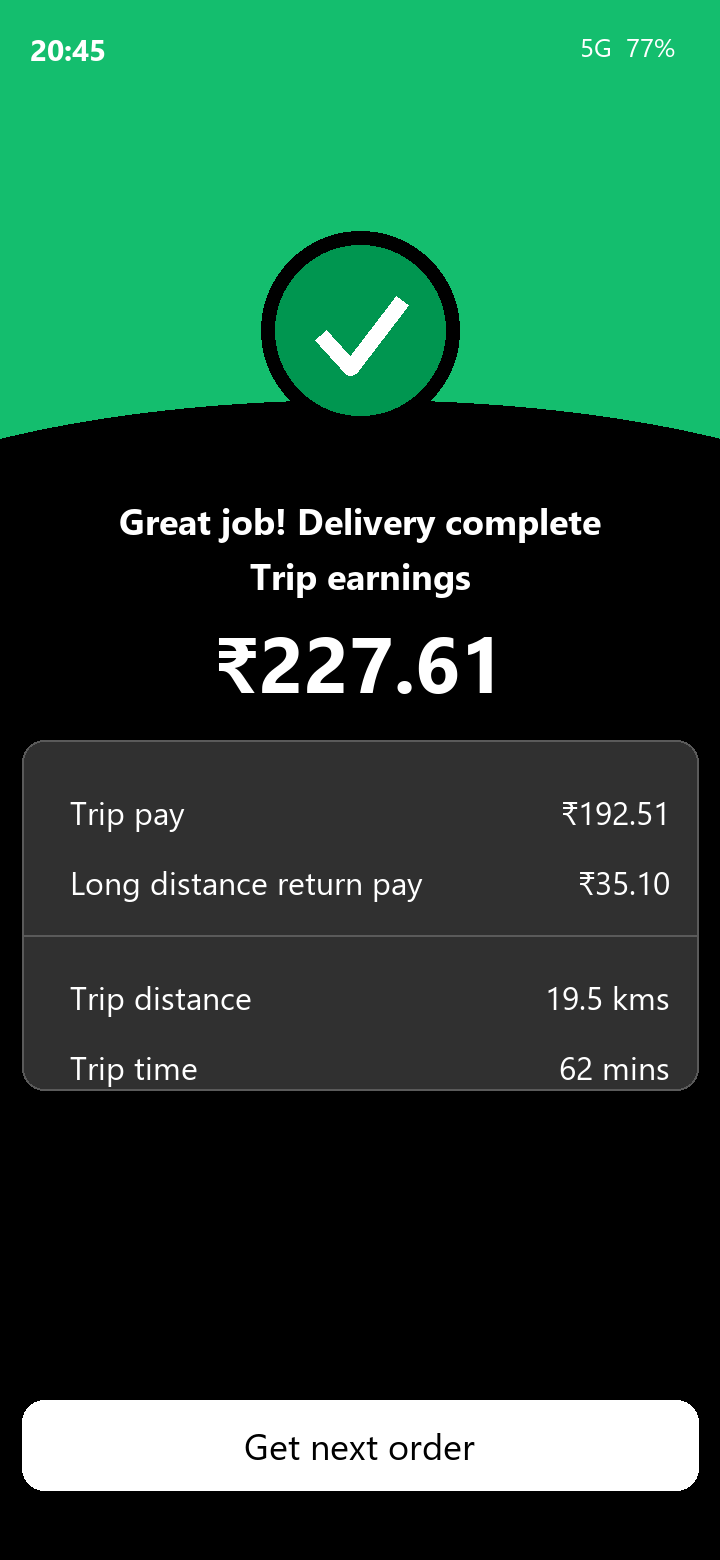 20:45 5G 77%
Great job! Delivery complete
Trip earnings
₹227.61
Trip pay ₹192.51
Long distance return pay ₹35.10
Trip distance 19.5 kms
Trip time 62 mins
Get next order